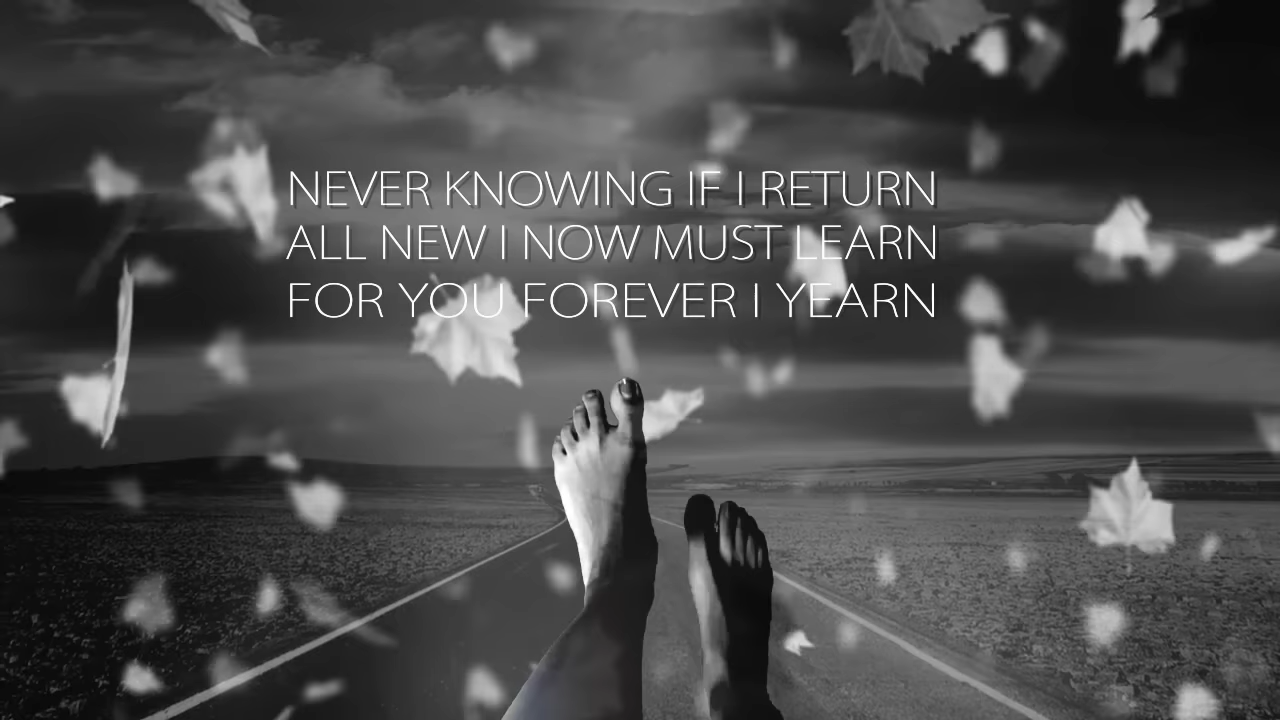 NEVER KNOWING IF I RETURN
ALL NEW I NOW MUST LEARN
FOR YOU FOREVER I YEARN